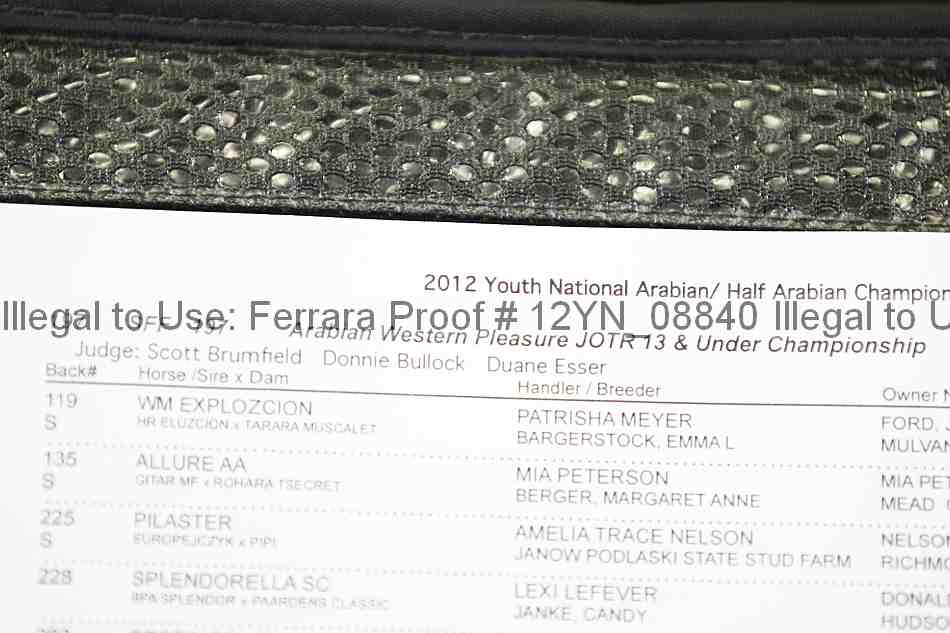 2012 Youth National Arabian/ Half Arabian Champion
Illegal to Use: Ferrara Proof # 12YN_08840 Illegal to U
197
Arabian Western Pleasure JOTR 13 & Under Championship
Judge: Scott Brumfield Donnie Bullock Duane Esser
Back# Horse /Sire x Dam Handler / Breeder Owner N
119 WM EXPLOZCION PATRISHA MEYER FORD, J
S HR ELUZCION x TARARA MUSCALET BARGERSTOCK, EMMA L MULVAN
135 ALLURE AA MIA PETERSON MIA PET
S GITAR MF x ROHARA TSECRET BERGER, MARGARET ANNE MEAD
225 PILASTER AMELIA TRACE NELSON NELSON
S EUROPEJCZYK x PIPI JANOW PODLASKI STATE STUD FARM RICHMO
228 SPLENDORELLA SC LEXI LEFEVER DONALD
BPA SPLENDOR x PAARDENS CLASSIC JANKE, CANDY HUDSO